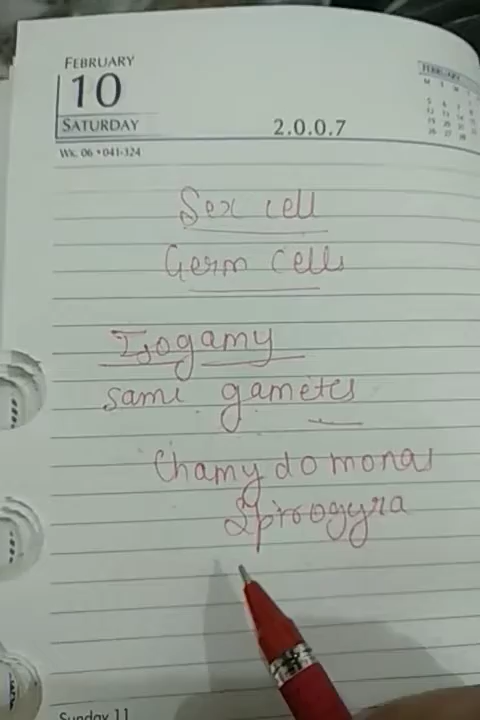 FEBRUARY
10
SATURDAY
2.0.0.7
Wk. 06 • 041-324
FEBRUARY
Sex cell
Germ cells
Isogamy
same gametes
Chamydomonas
Spirogyra
Sunday 11